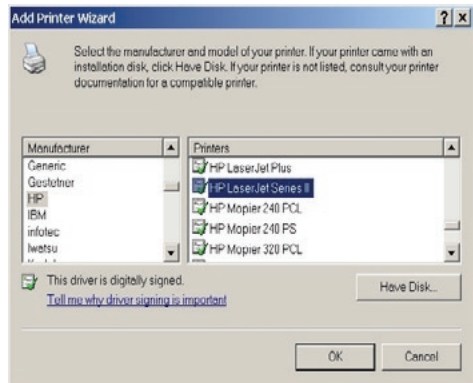 Add Printer Wizard
Select the manufacturer and model of your printer. If your printer came with an
installation disk, click Have Disk. If your printer is not listed, consult your printer
documentation for a compatible printer.
Manufacturer
Generic
Gestetner
HP
IBM
infotec
Iwatsu
Printers
HP LaserJet Plus
HP LaserJet Series II
HP Mopier 240 PCL
HP Mopier 240 PS
HP Mopier 320 PCL
This driver is digitally signed.
Tell me why driver signing is important
Have Disk...
OK
Cancel